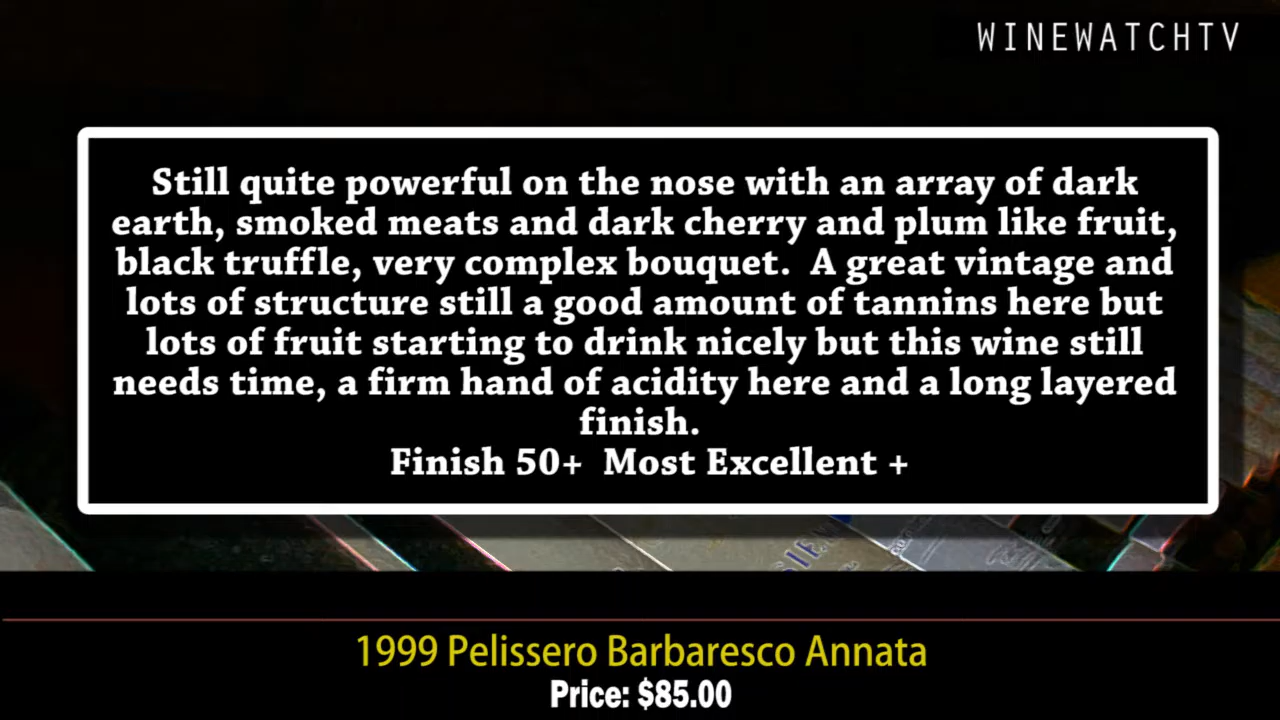 WINEWATCHTV
Still quite powerful on the nose with an array of dark
earth, smoked meats and dark cherry and plum like fruit,
black truffle, very complex bouquet.  A great vintage and
lots of structure still a good amount of tannins here but
lots of fruit starting to drink nicely but this wine still
needs time, a firm hand of acidity here and a long layered
finish.
Finish 50+  Most Excellent +
1999 Pelissero Barbaresco Annata
Price: $85.00